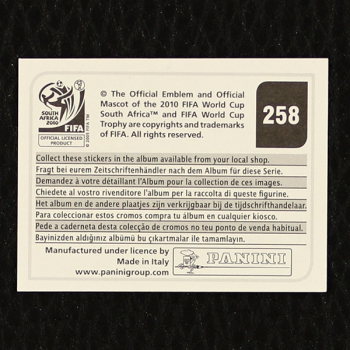 © The Official Emblem and Official
Mascot of the 2010 FIFA World Cup
South Africa™ and FIFA World Cup
Trophy are copyrights and trademarks
of FIFA. All rights reserved.
258
SOUTH AFRICA
2010
FIFA
OFFICIAL LICENSED
PRODUCT
© 2005 FIFA TM
Collect these stickers in the album available from your local shop.
Fragt bei eurem Zeitschriftenhändler nach dem Album für diese Serie.
Demandez à votre détaillant l'Album pour la collection de ces images.
Chiedete al vostro rivenditore l'album per la raccolta di queste figurine.
Het album en de andere plaatjes zijn verkrijgbaar bij de tijdschrifthandelaar.
Para coleccionar estos cromos compra tu álbum en cualquier kiosco.
Pede a caderneta desta colecção de cromos no teu ponto de venda habitual.
Bayinizden aldığınız albümü bu çıkartmalar ile tamamlayın.
Manufactured under licence by
Made in Italy
www.paninigroup.com
PANINI